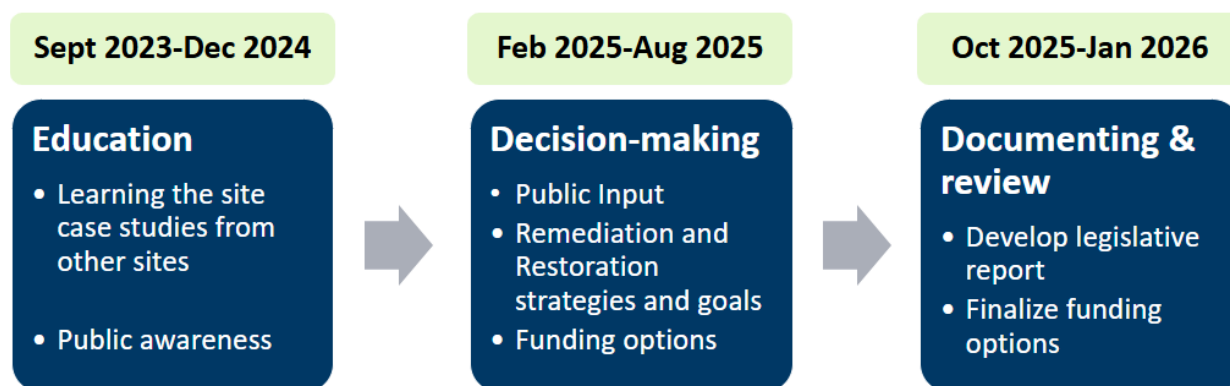 Sept 2023-Dec 2024
Education
• Learning the site
case studies from
other sites
• Public awareness
Feb 2025-Aug 2025
Decision-making
• Public Input
• Remediation and
Restoration
strategies and goals
• Funding options
Oct 2025-Jan 2026
Documenting &
review
• Develop legislative
report
• Finalize funding
options